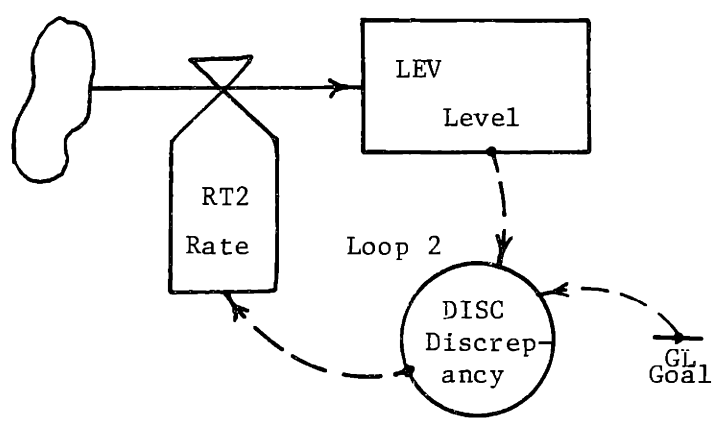 LEV
Level
RT2
Rate
Loop 2
DISC
Discrep-
ancy
GL
Goal